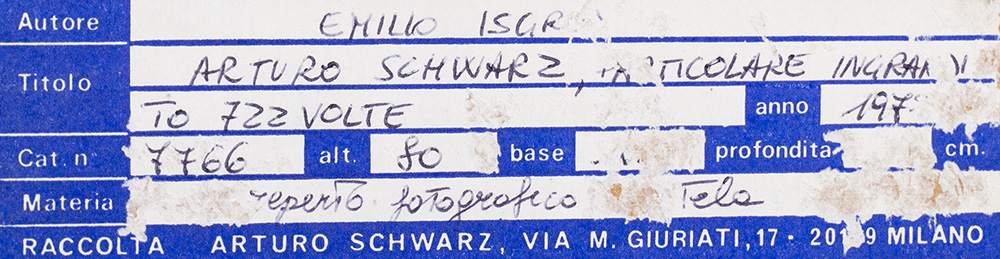 Autore EMILIO ISGR
Titolo ARTURO SCHWARZ, TICOLARE INGRAN
TO 722 VOLTE anno 197
Cat. n 7766 alt. 80 base profondita cm.
Materia reperto fotografico Tela
RACCOLTA ARTURO SCHWARZ, VIA M. GIURIATI, 17 - 20 9 MILANO